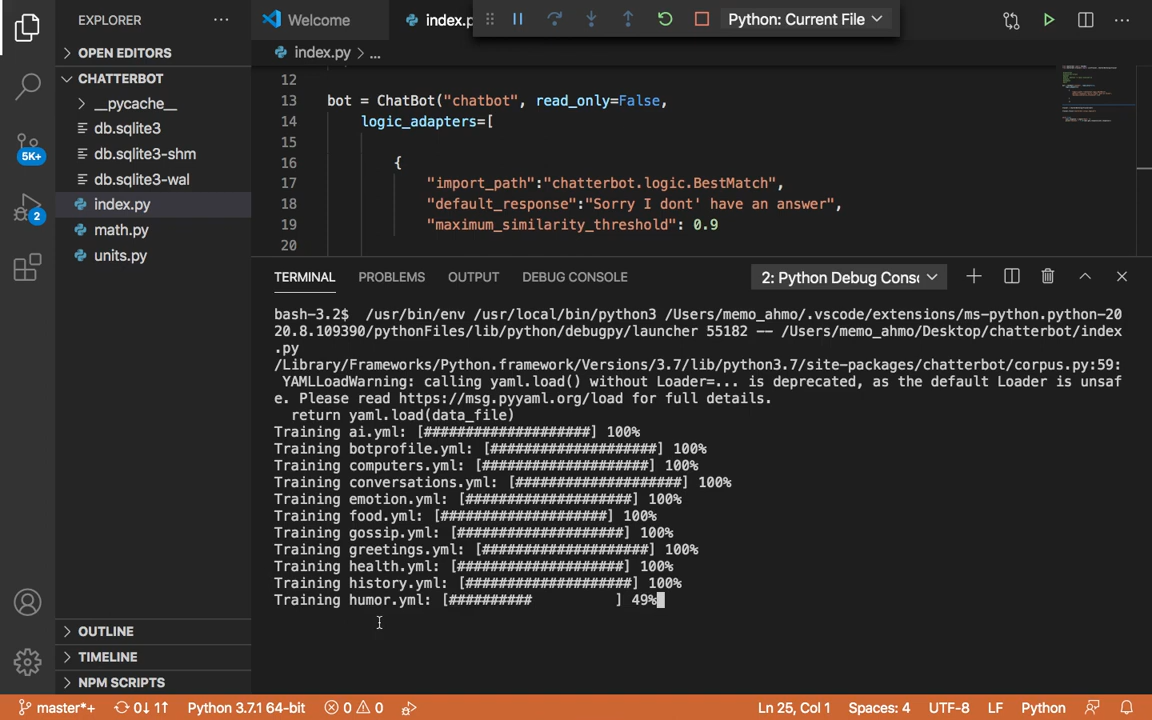 EXPLORER
Welcome
index.p
Python: Current File
OPEN EDITORS
index.py > ...
CHATTERBOT
__pycache__
db.sqlite3
db.sqlite3-shm
db.sqlite3-wal
index.py
math.py
units.py
5K+
2
12
13 bot = ChatBot("chatbot", read_only=False,
14 logic_adapters=[
15
16 {
17 "import_path":"chatterbot.logic.BestMatch",
18 "default_response":"Sorry I dont' have an answer",
19 "maximum_similarity_threshold": 0.9
20
TERMINAL PROBLEMS OUTPUT DEBUG CONSOLE 2: Python Debug Conso
bash-3.2$ /usr/bin/env /usr/local/bin/python3 /Users/memo_ahmo/.vscode/extensions/ms-python.python-20
20.8.109390/pythonFiles/lib/python/debugpy/launcher 55182 -- /Users/memo_ahmo/Desktop/chatterbot/index
.py
/Library/Frameworks/Python.framework/Versions/3.7/lib/python3.7/site-packages/chatterbot/corpus.py:59:
YAMLLoadWarning: calling yaml.load() without Loader=... is deprecated, as the default Loader is unsaf
e. Please read https://msg.pyyaml.org/load for full details.
return yaml.load(data_file)
Training ai.yml: [####################] 100%
Training botprofile.yml: [####################] 100%
Training computers.yml: [####################] 100%
Training conversations.yml: [####################] 100%
Training emotion.yml: [####################] 100%
Training food.yml: [####################] 100%
Training gossip.yml: [####################] 100%
Training greetings.yml: [####################] 100%
Training health.yml: [####################] 100%
Training history.yml: [####################] 100%
Training humor.yml: [##########          ] 49%
OUTLINE
TIMELINE
NPM SCRIPTS
master*+ 0↓ 1↑ Python 3.7.1 64-bit 0 0 Ln 25, Col 1 Spaces: 4 UTF-8 LF Python